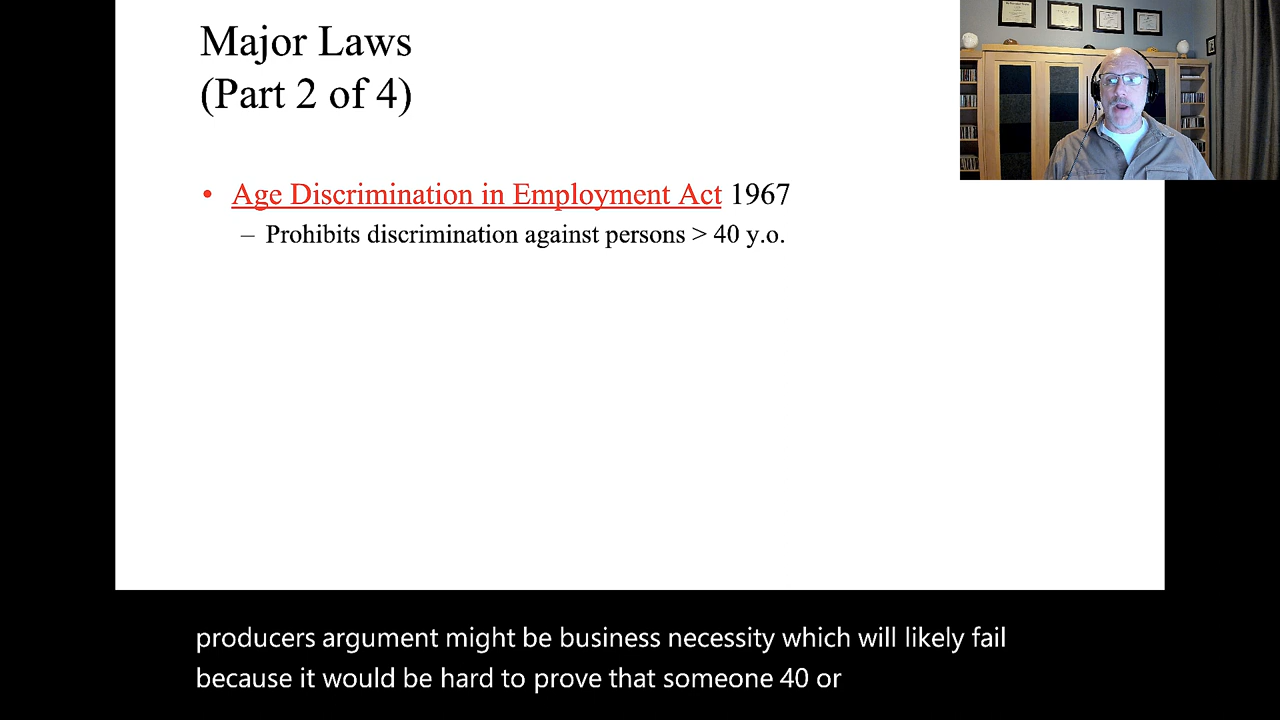 Major Laws
(Part 2 of 4)
• Age Discrimination in Employment Act 1967
– Prohibits discrimination against persons > 40 y.o.
producers argument might be business necessity which will likely fail
because it would be hard to prove that someone 40 or